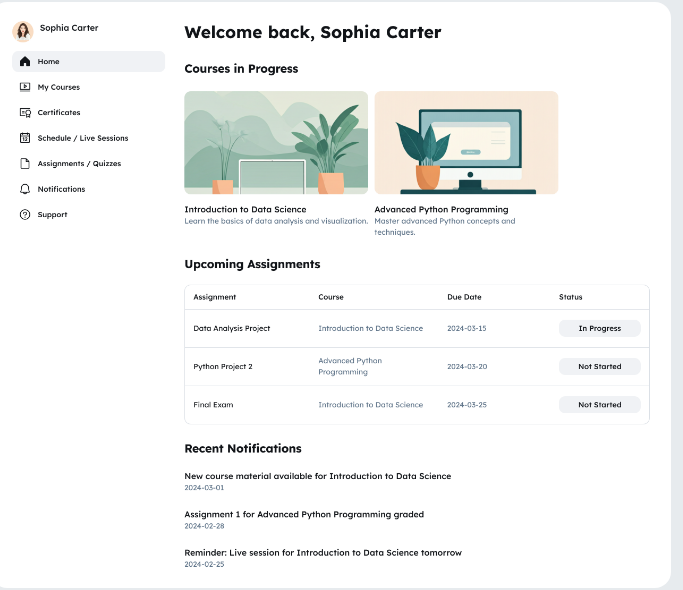 Sophia Carter
Home
My Courses
Certificates
Schedule / Live Sessions
Assignments / Quizzes
Notifications
Support
Welcome back, Sophia Carter
Courses in Progress
Introduction to Data Science
Learn the basics of data analysis and visualization.
Advanced Python Programming
Master advanced Python concepts and
techniques.
Upcoming Assignments
Assignment Course Due Date Status
Data Analysis Project Introduction to Data Science 2024-03-15 In Progress
Python Project 2 Advanced Python
Programming 2024-03-20 Not Started
Final Exam Introduction to Data Science 2024-03-25 Not Started
Recent Notifications
New course material available for Introduction to Data Science
2024-03-01
Assignment 1 for Advanced Python Programming graded
2024-02-28
Reminder: Live session for Introduction to Data Science tomorrow
2024-02-25